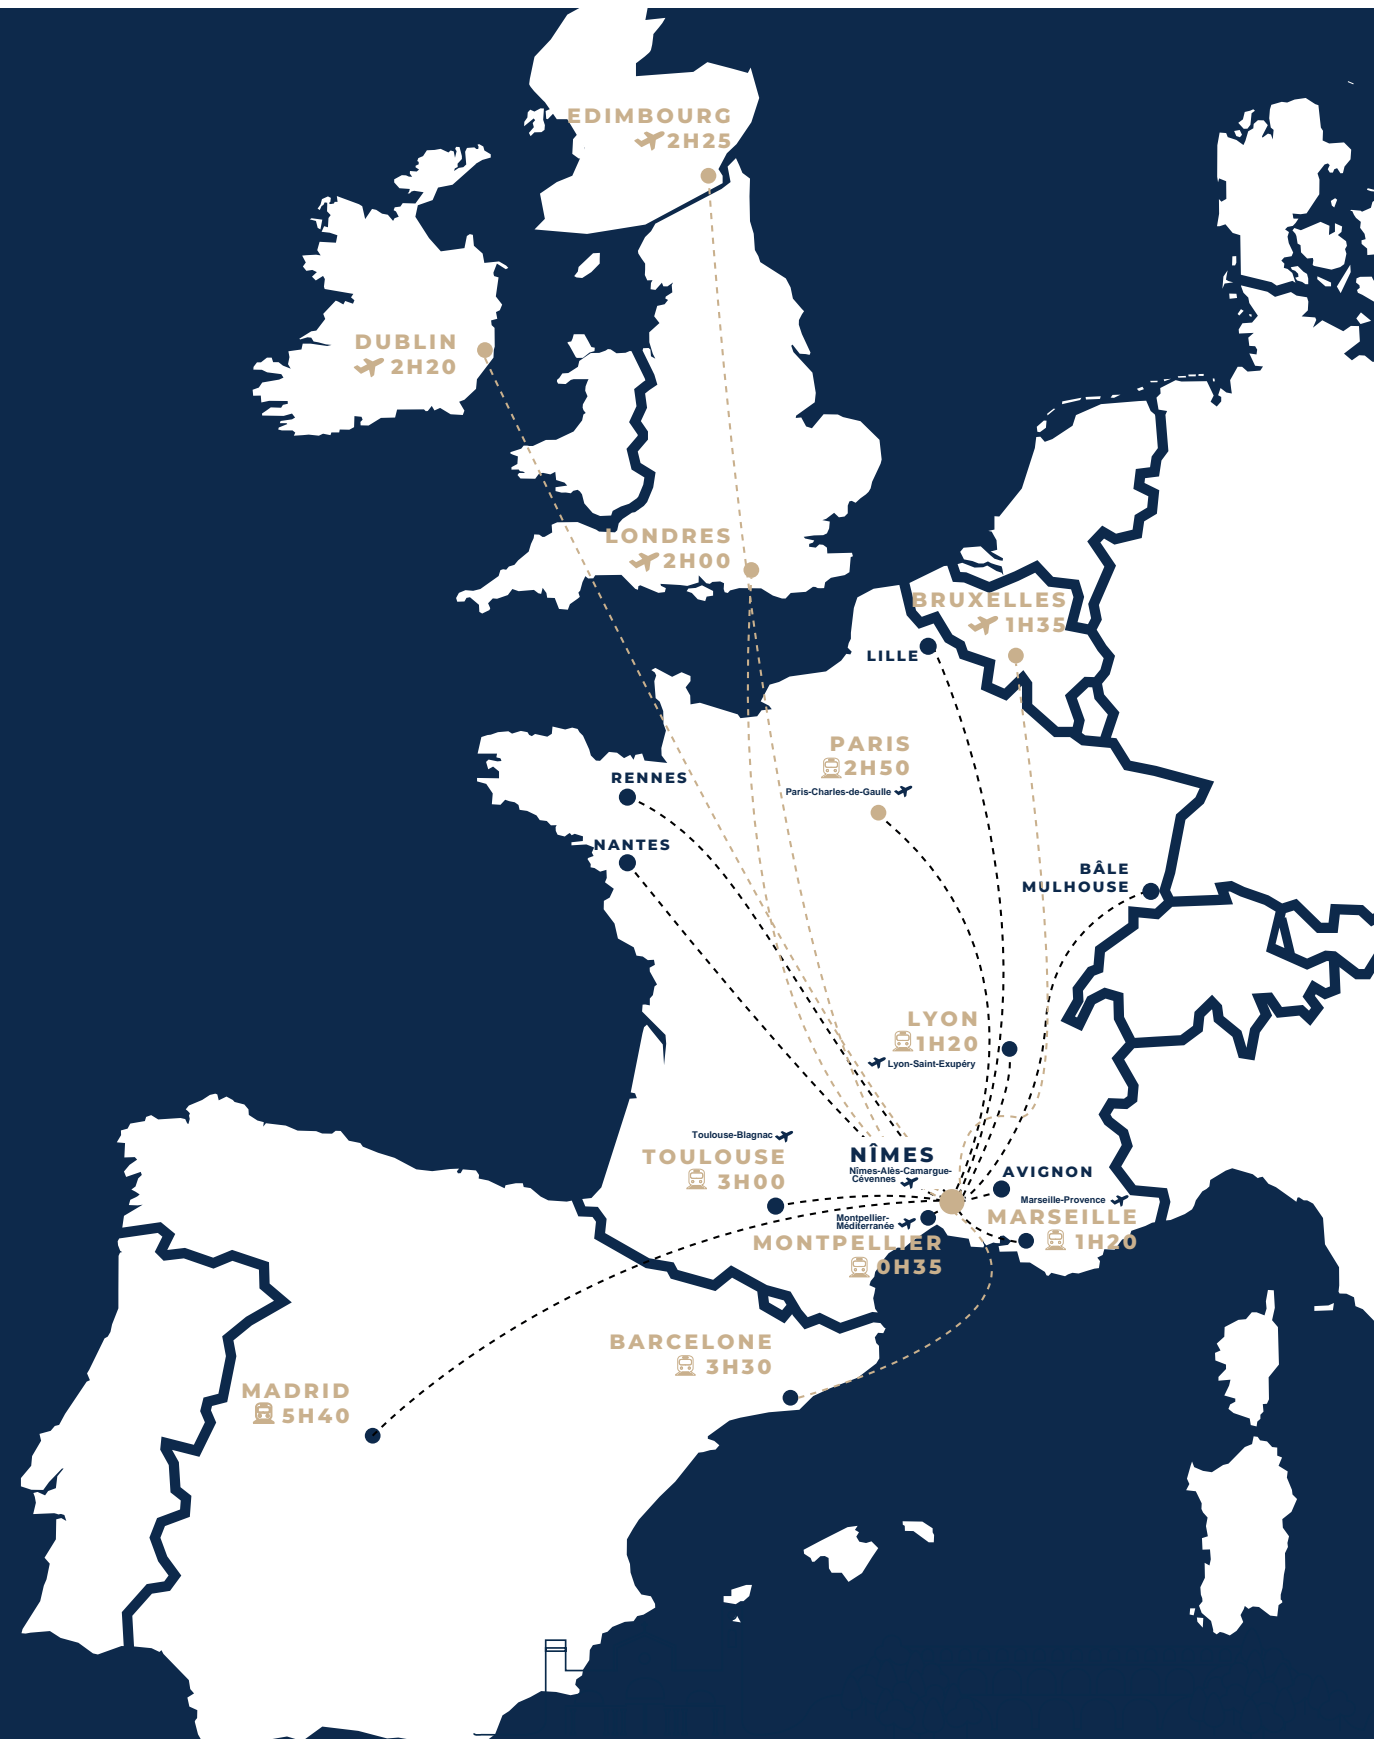 EDIMBOURG
2H25
DUBLIN
2H20
LONDRES
2H00
BRUXELLES
1H35
LILLE
PARIS
2H50
Paris-Charles-de-Gaulle
RENNES
NANTES
BÂLE
MULHOUSE
LYON
1H20
Lyon-Saint-Exupéry
Toulouse-Blagnac
TOULOUSE
3H00
NÎMES
Nîmes-Alès-Camargue-
Cévennes
AVIGNON
Marseille-Provence
MARSEILLE
1H20
Montpellier-
Méditerranée
MONTPELLIER
0H35
BARCELONE
3H30
MADRID
5H40